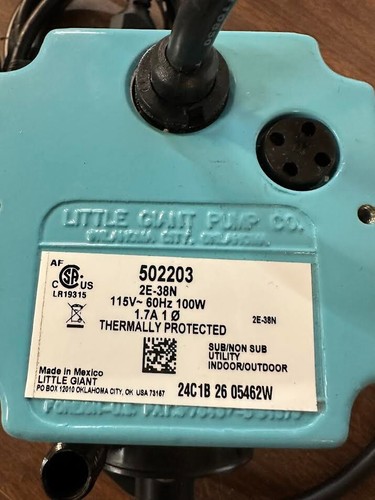 LITTLE GIANT PUMP CO.
OKLAHOMA CITY, OKLAHOMA.
AF
C SA US
LR19315
502203
2E-38N
115V~ 60Hz 100W
1.7A 1 Ø
THERMALLY PROTECTED
2E-38N
SUB/NON SUB
UTILITY
INDOOR/OUTDOOR
Made in Mexico
LITTLE GIANT
PO BOX 12010 OKLAHOMA CITY, OK USA 73157
24C1B 26 05462W